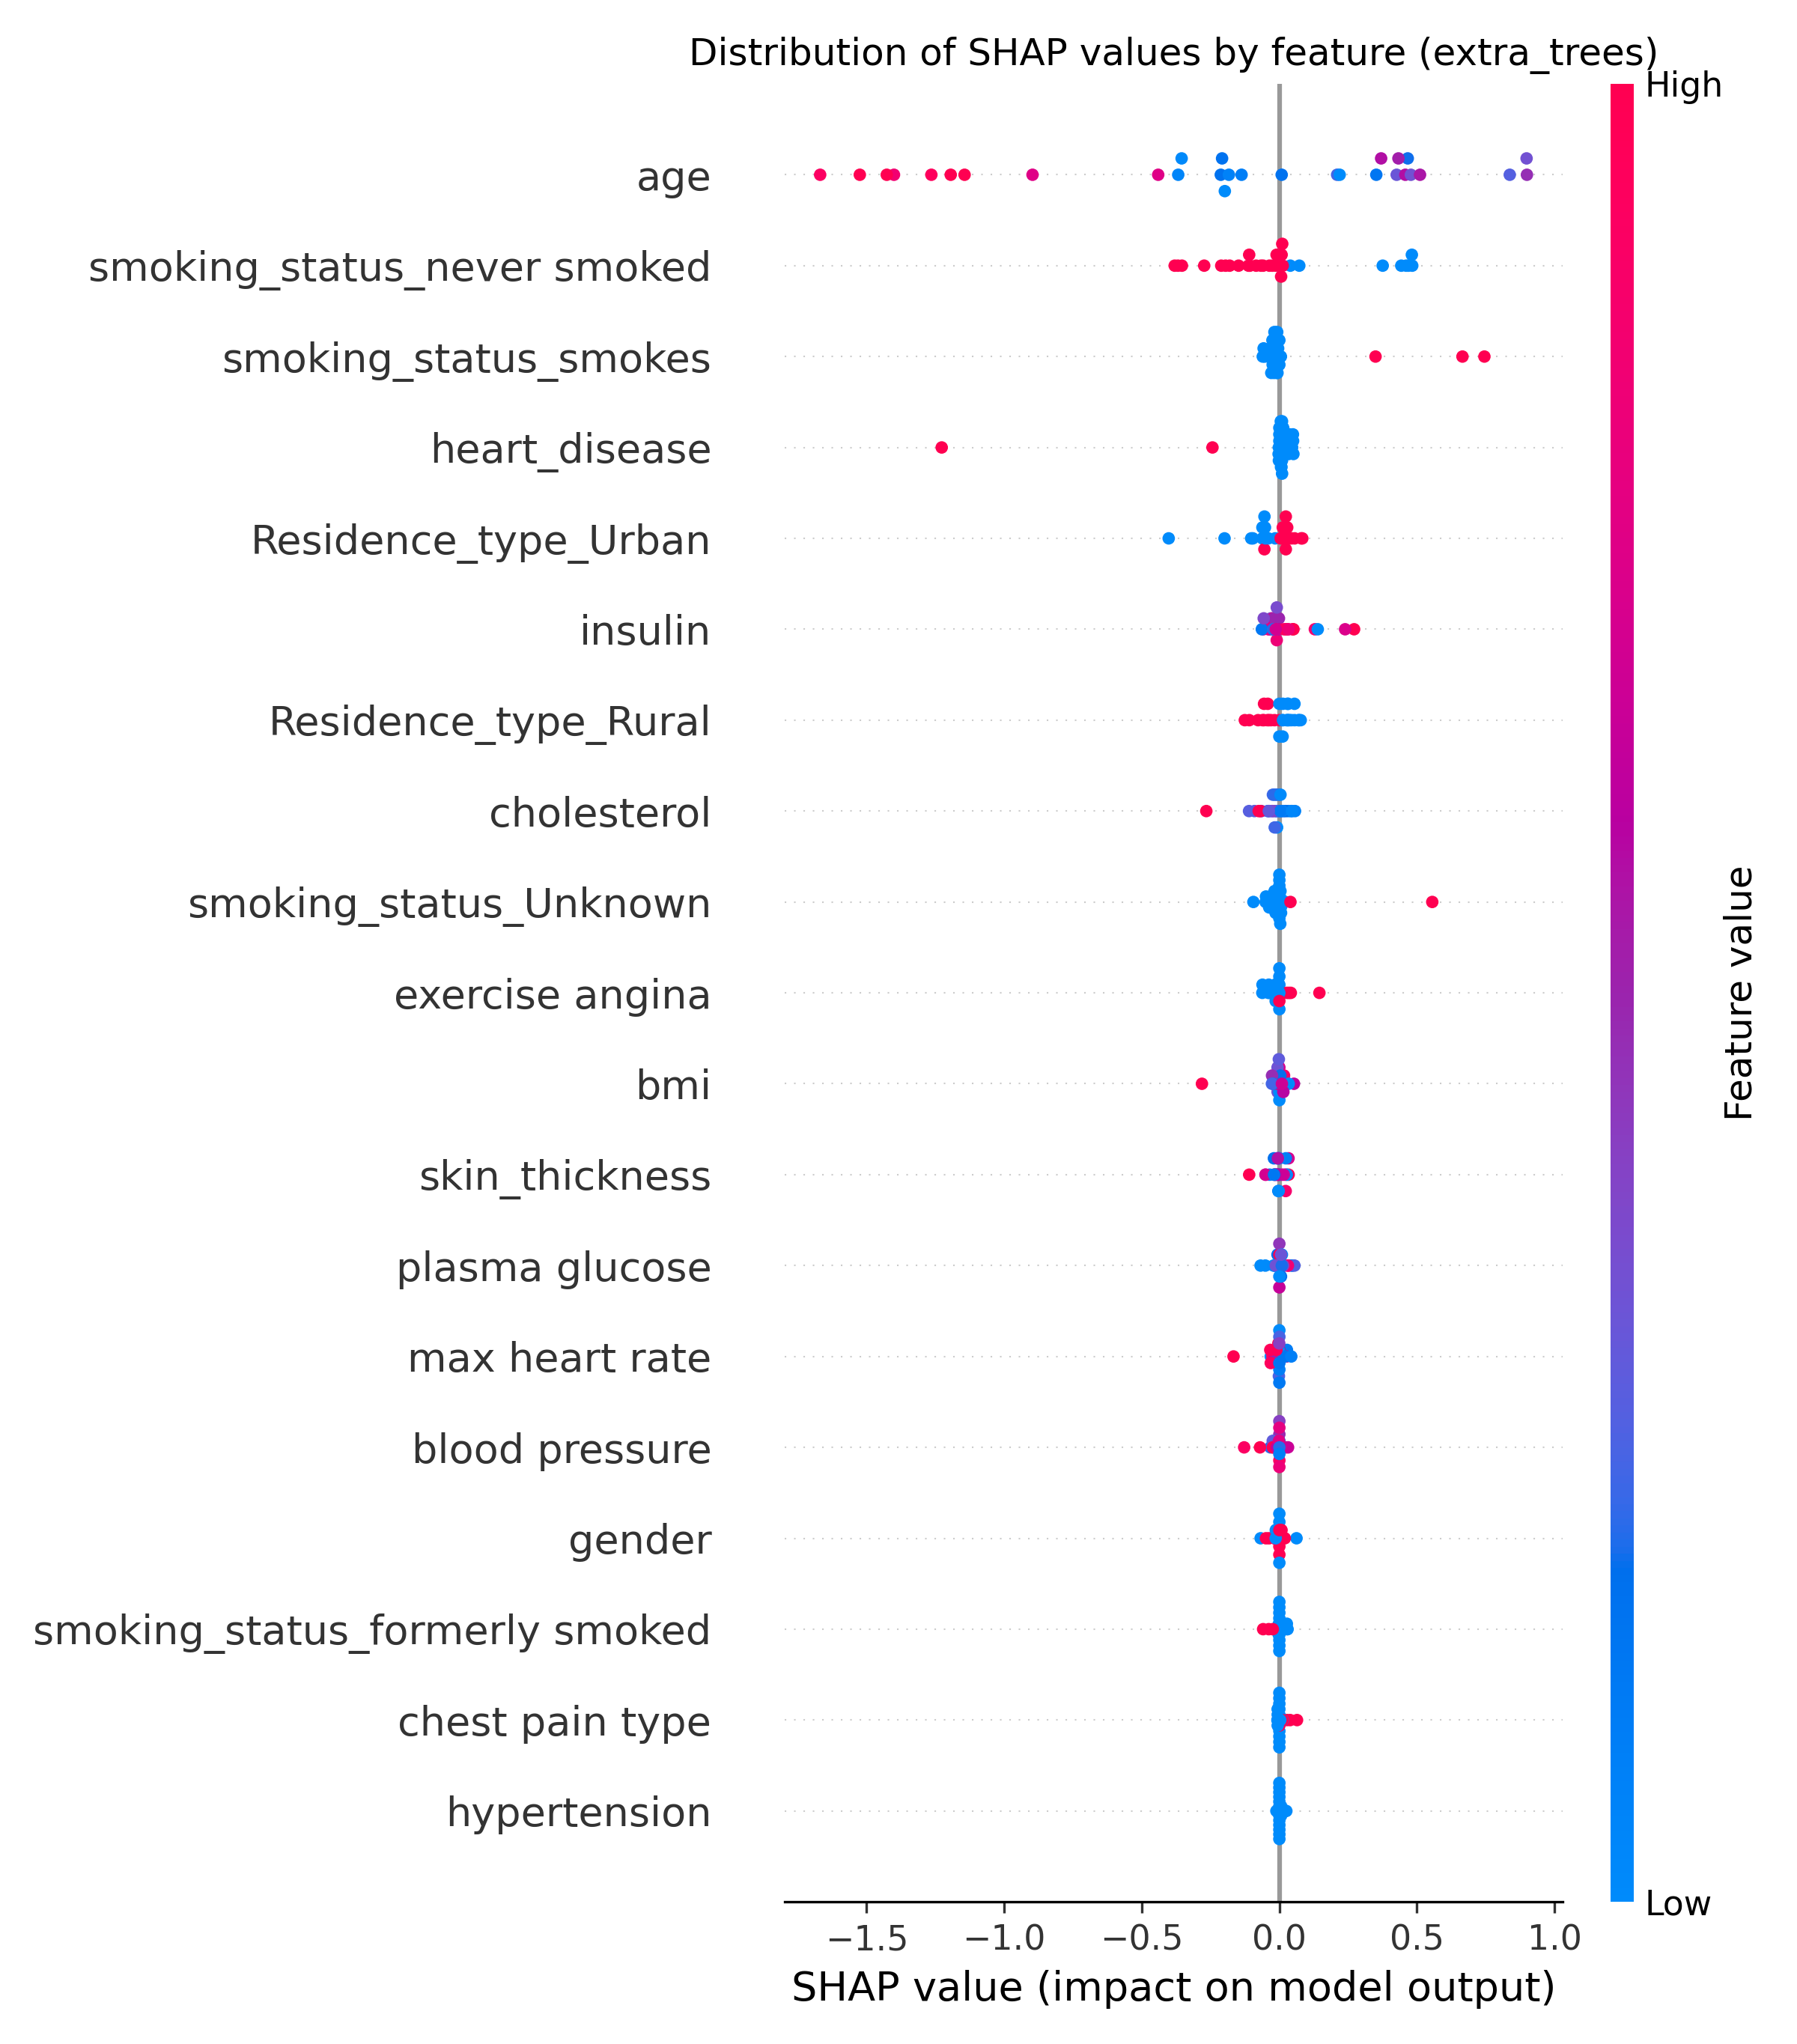 Distribution of SHAP values by feature (extra_trees)
High
age
smoking_status_never smoked
smoking_status_smokes
heart_disease
Residence_type_Urban
insulin
Residence_type_Rural
cholesterol
smoking_status_Unknown
exercise angina
bmi
skin_thickness
plasma glucose
max heart rate
blood pressure
gender
smoking_status_formerly smoked
chest pain type
hypertension
Feature value
Low
−1.5 −1.0 −0.5 0.0 0.5 1.0
SHAP value (impact on model output)